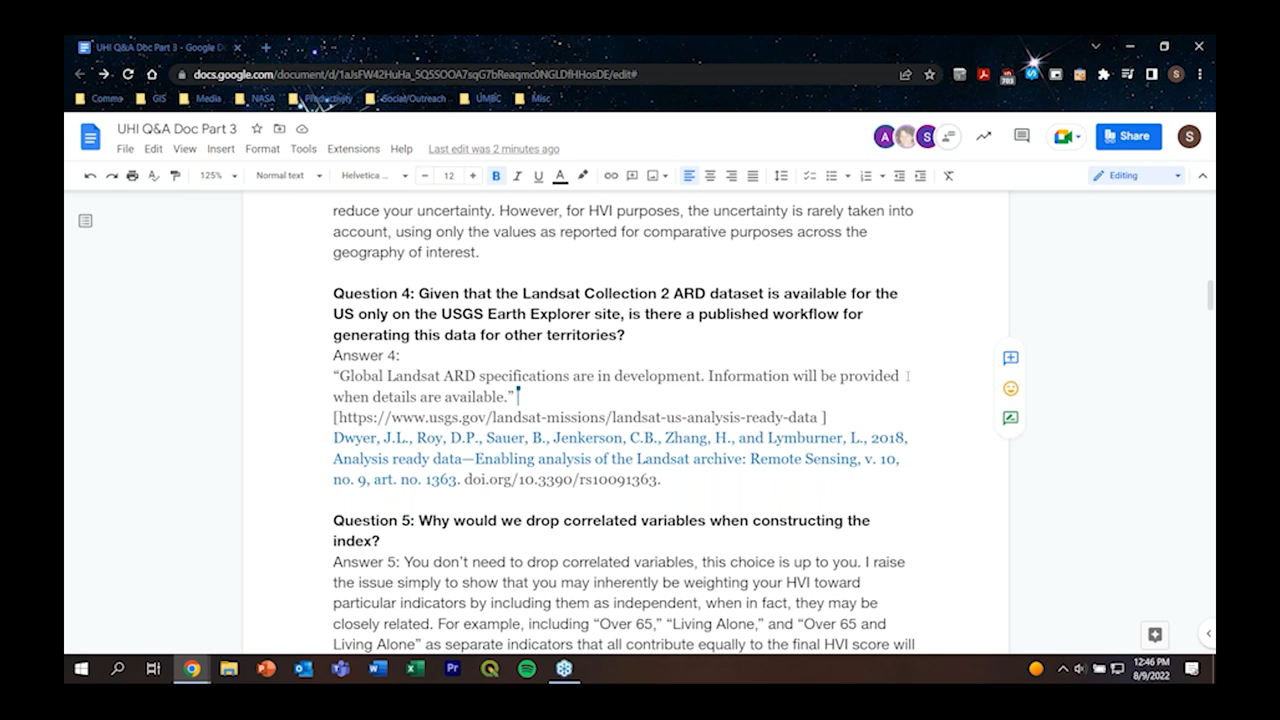 UHI Q&A Doc Part 3 - Google D
docs.google.com/document/d/1aJsFW42HuHa_5Q5SOOA7sqG7bReaqmc0NGLDfHHosDE/edit#
703
S
Comms GIS Media NASA Productivity Social/Outreach UMBC Misc
UHI Q&A Doc Part 3
A S Share S
File Edit View Insert Format Tools Extensions Help Last edit was 2 minutes ago
125% Normal text Helvetica ... 12 B I U A Editing
reduce your uncertainty. However, for HVI purposes, the uncertainty is rarely taken into
account, using only the values as reported for comparative purposes across the
geography of interest.
Question 4: Given that the Landsat Collection 2 ARD dataset is available for the
US only on the USGS Earth Explorer site, is there a published workflow for
generating this data for other territories?
Answer 4:
“Global Landsat ARD specifications are in development. Information will be provided
when details are available.”
[https://www.usgs.gov/landsat-missions/landsat-us-analysis-ready-data ]
Dwyer, J.L., Roy, D.P., Sauer, B., Jenkerson, C.B., Zhang, H., and Lymburner, L., 2018,
Analysis ready data—Enabling analysis of the Landsat archive: Remote Sensing, v. 10,
no. 9, art. no. 1363. doi.org/10.3390/rs10091363.
Question 5: Why would we drop correlated variables when constructing the
index?
Answer 5: You don’t need to drop correlated variables, this choice is up to you. I raise
the issue simply to show that you may inherently be weighting your HVI toward
particular indicators by including them as independent, when in fact, they may be
closely related. For example, including “Over 65,” “Living Alone,” and “Over 65 and
Living Alone” as separate indicators that all contribute equally to the final HVI score will
12:46 PM
8/9/2022